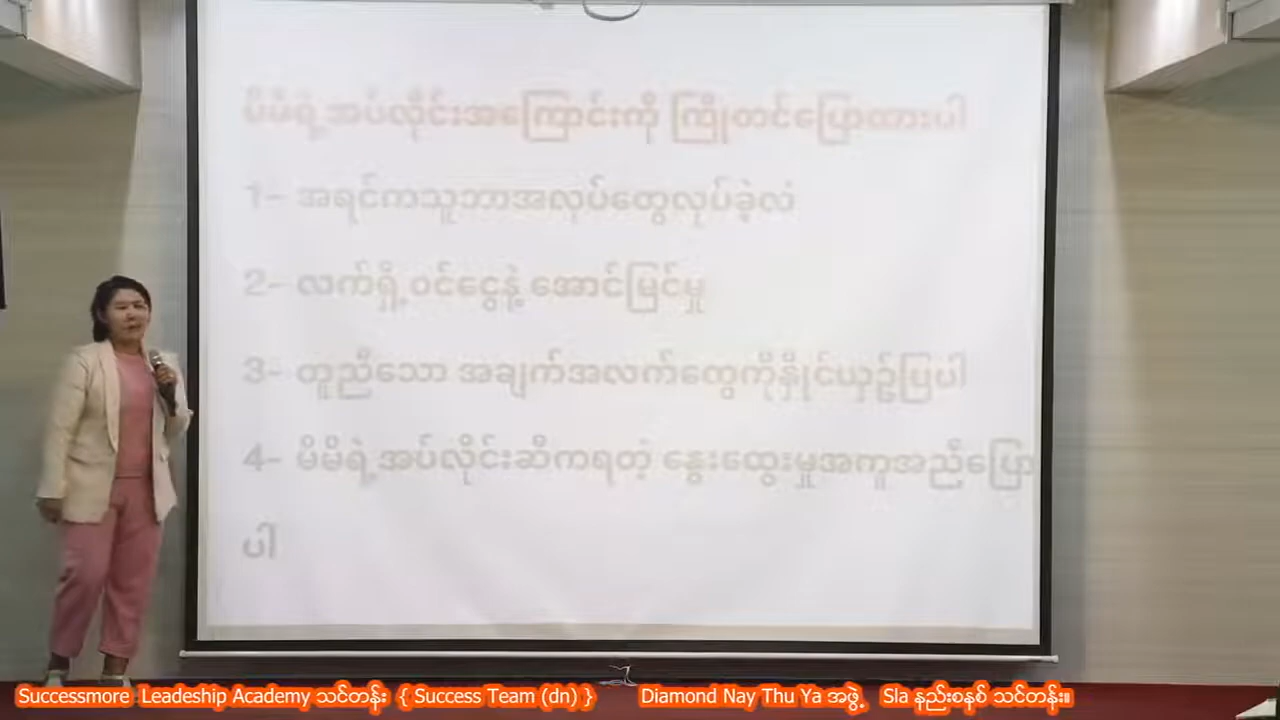 မိမိရဲ့အပ်လိုင်းအကြောင်းကို ကြိုတင်ပြောထားပါ
1- အရင်ကသူဘာအလုပ်တွေလုပ်ခဲ့လဲ
2- လက်ရှိ ဝင်ငွေနဲ့ အောင်မြင်မှု
3- တူညီသော အချက်အလက်တွေကိုနှိုင်ယှဥ်ပြပါ
4- မိမိရဲ့အပ်လိုင်းဆီကရတဲ့ နွေးထွေးမှုအကူအညီပြော
ပါ
Successmore Leadeship Academy သင်တန်း { Success Team (dn) } Diamond Nay Thu Ya အဖွဲ့ Sla နည်းစနစ် သင်တန်း။